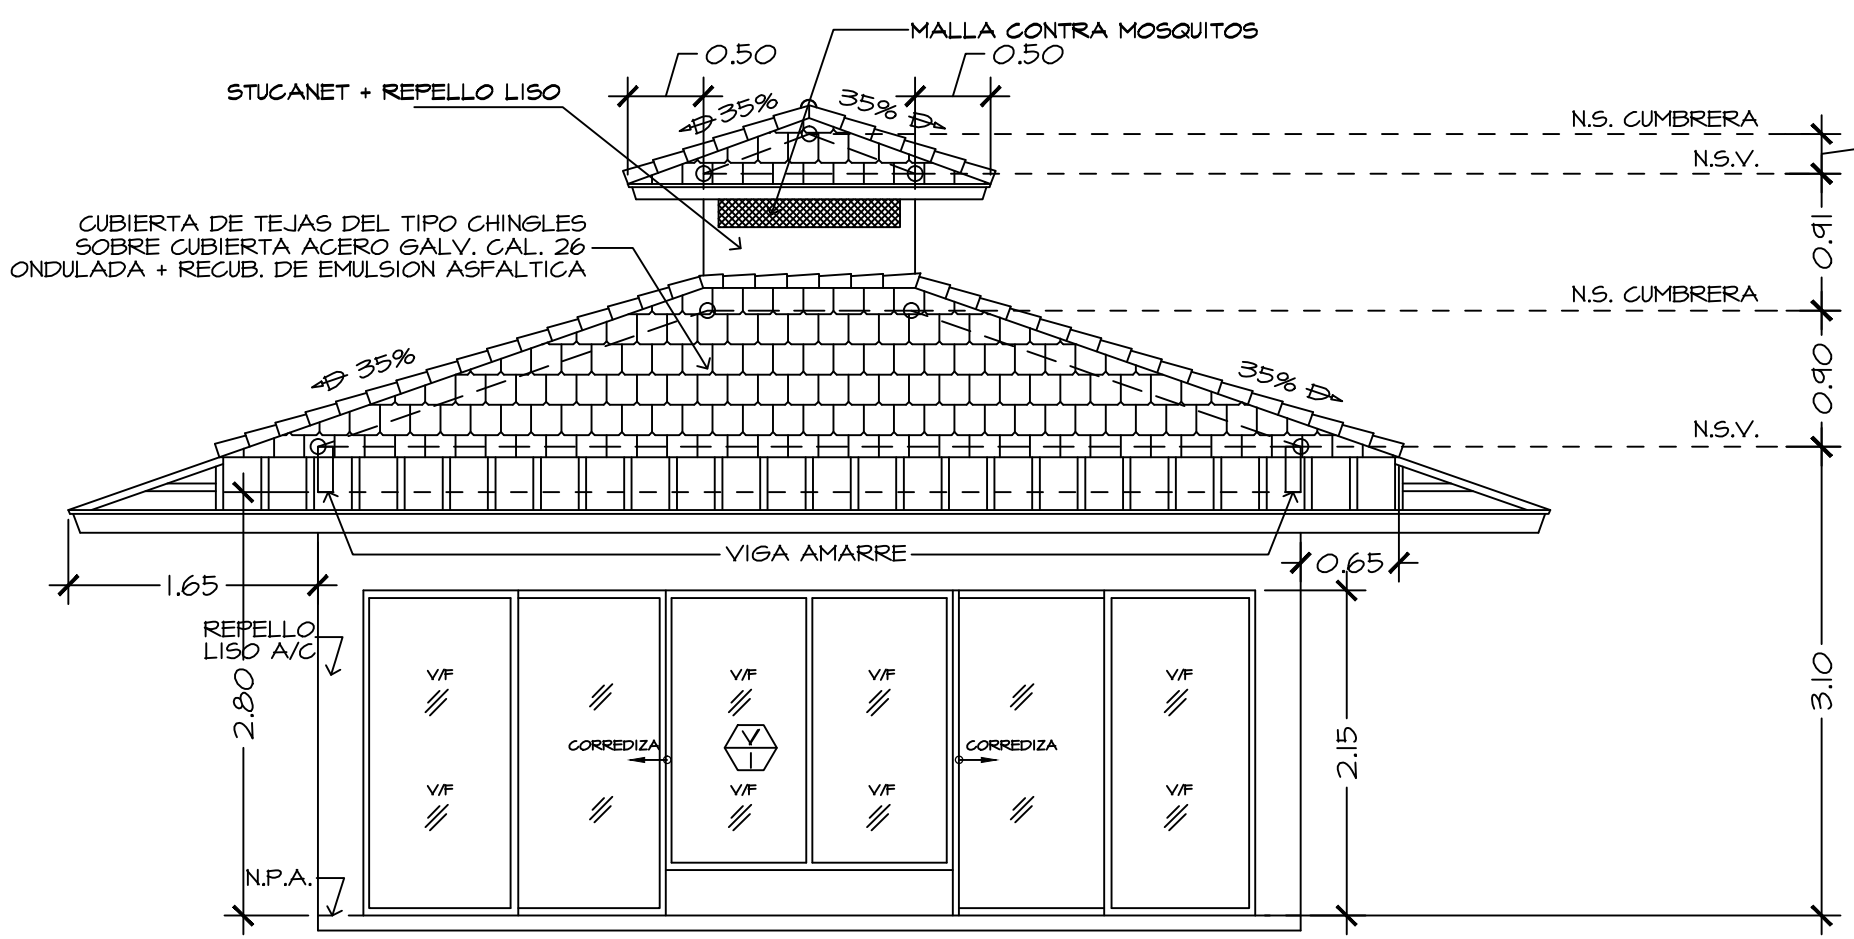 MALLA CONTRA MOSQUITOS
0.50
0.50
STUCANET + REPELLO LISO
D 35%
35% D
N.S. CUMBRERA
N.S.V.
CUBIERTA DE TEJAS DEL TIPO CHINGLES
SOBRE CUBIERTA ACERO GALV. CAL. 26
ONDULADA + RECUB. DE EMULSION ASFALTICA
0.91
N.S. CUMBRERA
D 35%
35% D
0.90
N.S.V.
VIGA AMARRE
0.65
1.65
REPELLO
LISO A/C
2.80
V/F
V/F
V/F
V/F
3.10
CORREDIZA
V
1
CORREDIZA
2.15
V/F
V/F
V/F
V/F
N.P.A.